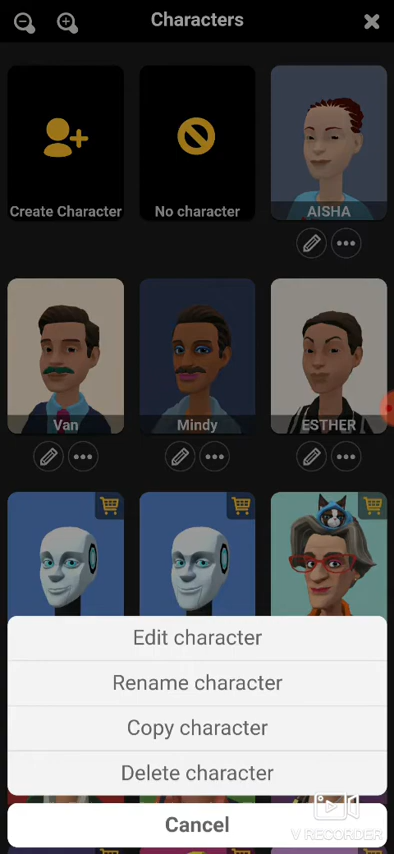 Characters
Create Character
No character
AISHA
Van
Mindy
ESTHER
Edit character
Rename character
Copy character
Delete character
Cancel
V RECORDER